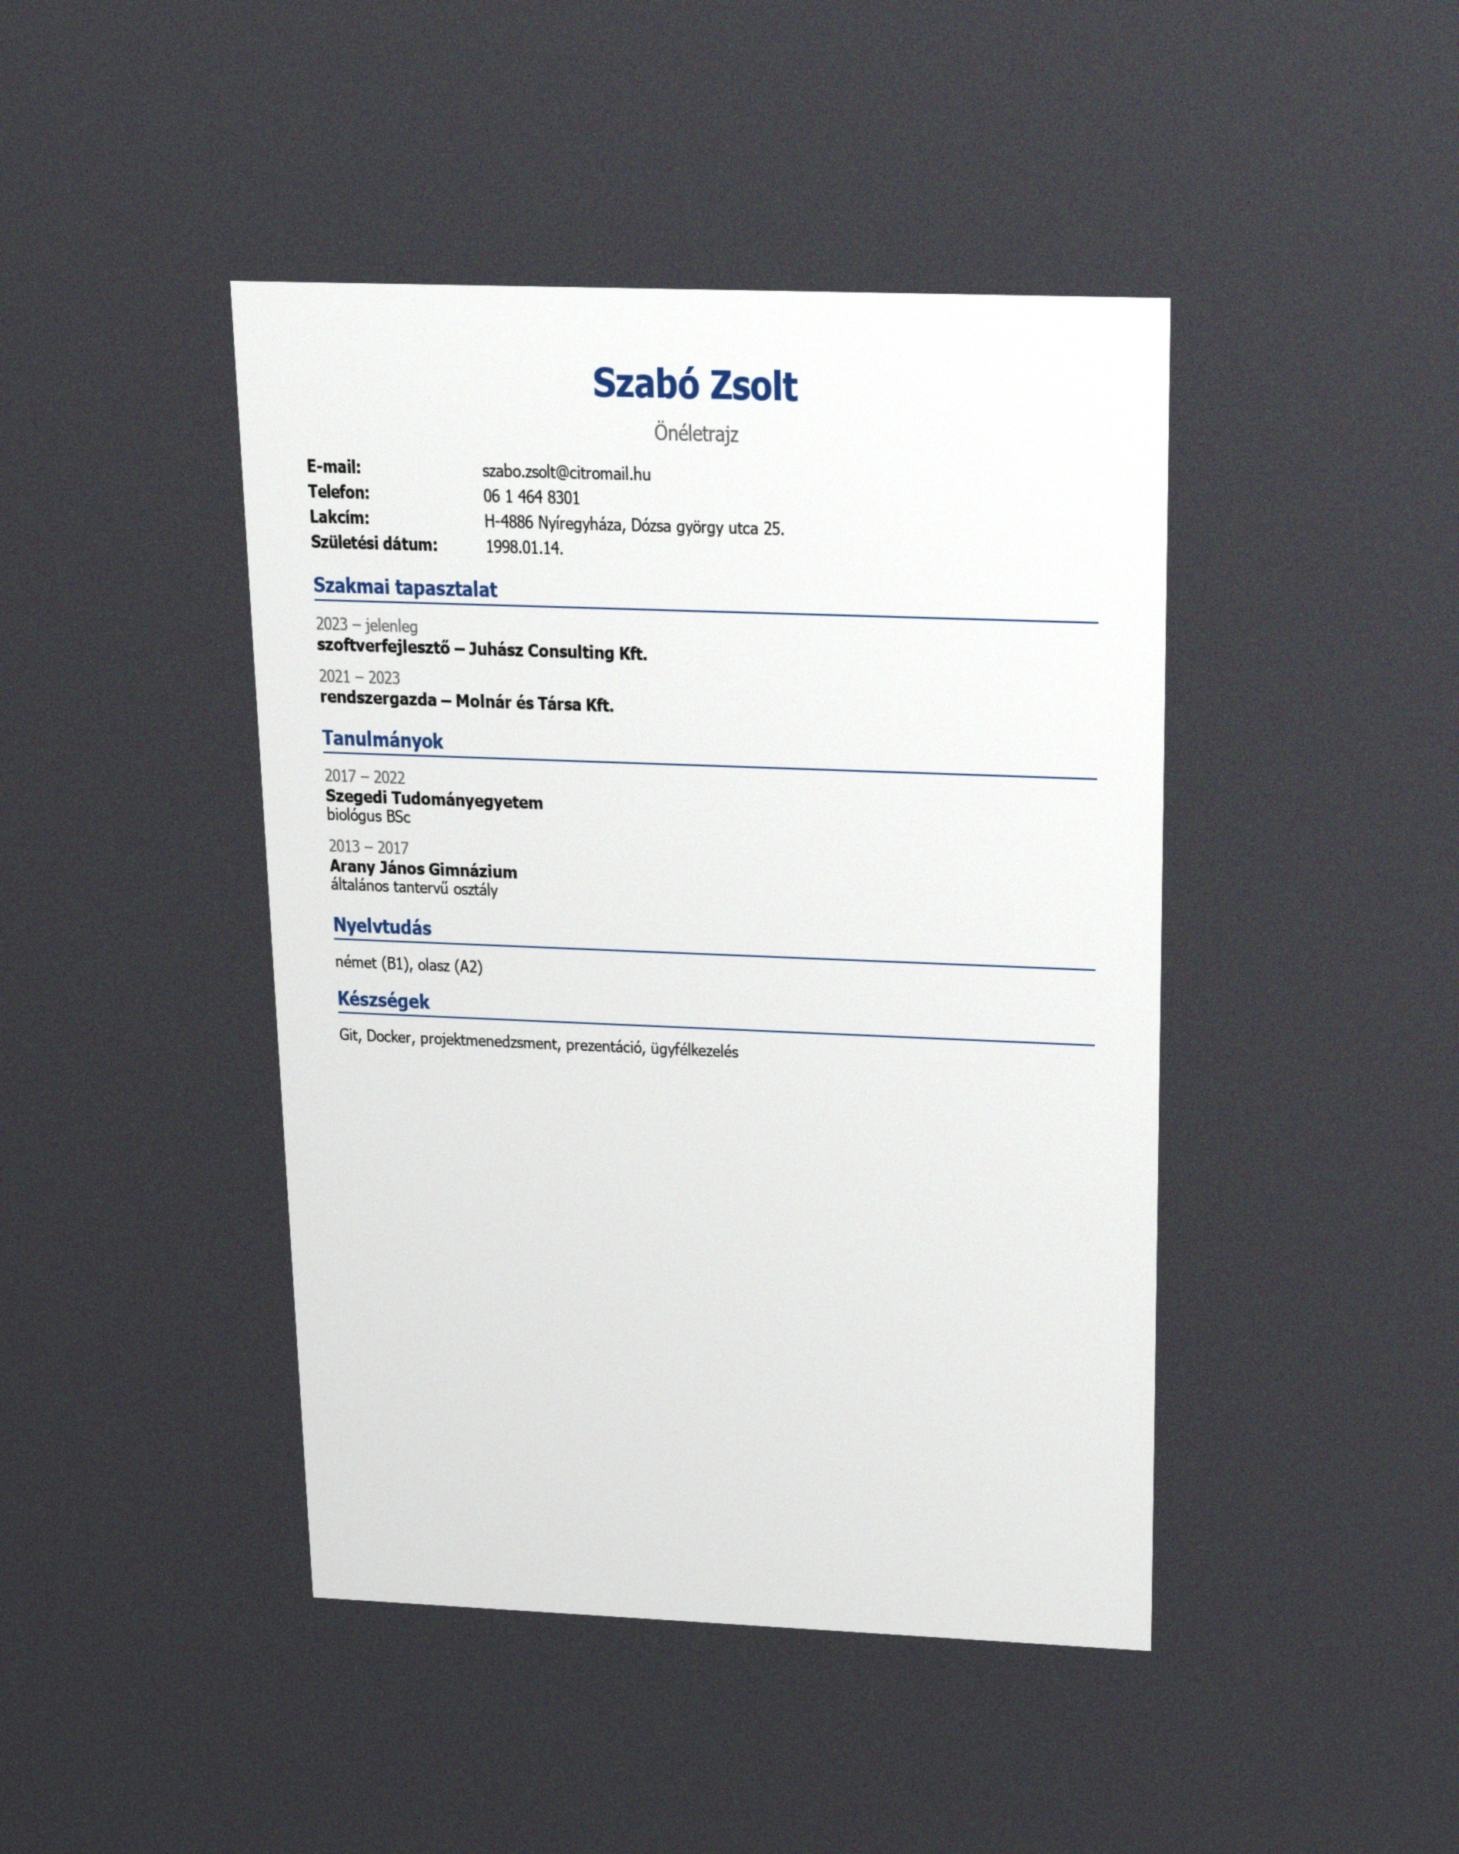 Szabó Zsolt
Önéletrajz
E-mail: szabo.zsolt@citromail.hu
Telefon: 06 1 464 8301
Lakcím: H-4886 Nyíregyháza, Dózsa györgy utca 25.
Születési dátum: 1998.01.14.
Szakmai tapasztalat
2023 – jelenleg
szoftverfejlesztő – Juhász Consulting Kft.
2021 – 2023
rendszergazda – Molnár és Társa Kft.
Tanulmányok
2017 – 2022
Szegedi Tudományegyetem
biológus BSc
2013 – 2017
Arany János Gimnázium
általános tantervű osztály
Nyelvtudás
német (B1), olasz (A2)
Készségek
Git, Docker, projektmenedzsment, prezentáció, ügyfélkezelés